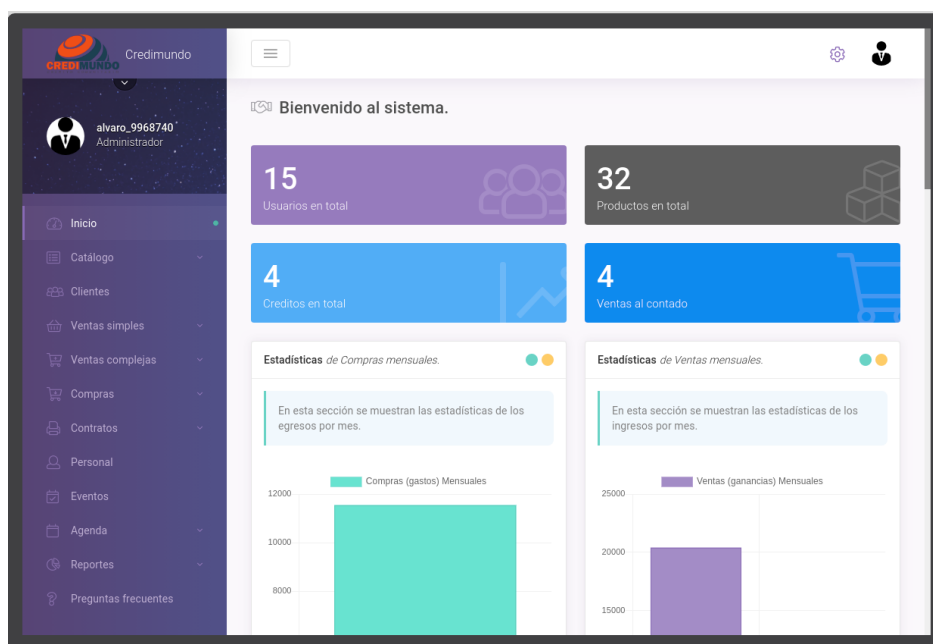 CREDIMUNDO
Credimundo
alvaro_9968740
Administrador
Inicio
Catálogo
Clientes
Ventas simples
Ventas complejas
Compras
Contratos
Personal
Eventos
Agenda
Reportes
Preguntas frecuentes
Bienvenido al sistema.
15
Usuarios en total
32
Productos en total
4
Creditos en total
4
Ventas al contado
Estadísticas de Compras mensuales.
En esta sección se muestran las estadísticas de los
egresos por mes.
Compras (gastos) Mensuales
12000
10000
8000
Estadísticas de Ventas mensuales.
En esta sección se muestran las estadísticas de los
ingresos por mes.
Ventas (ganancias) Mensuales
25000
20000
15000